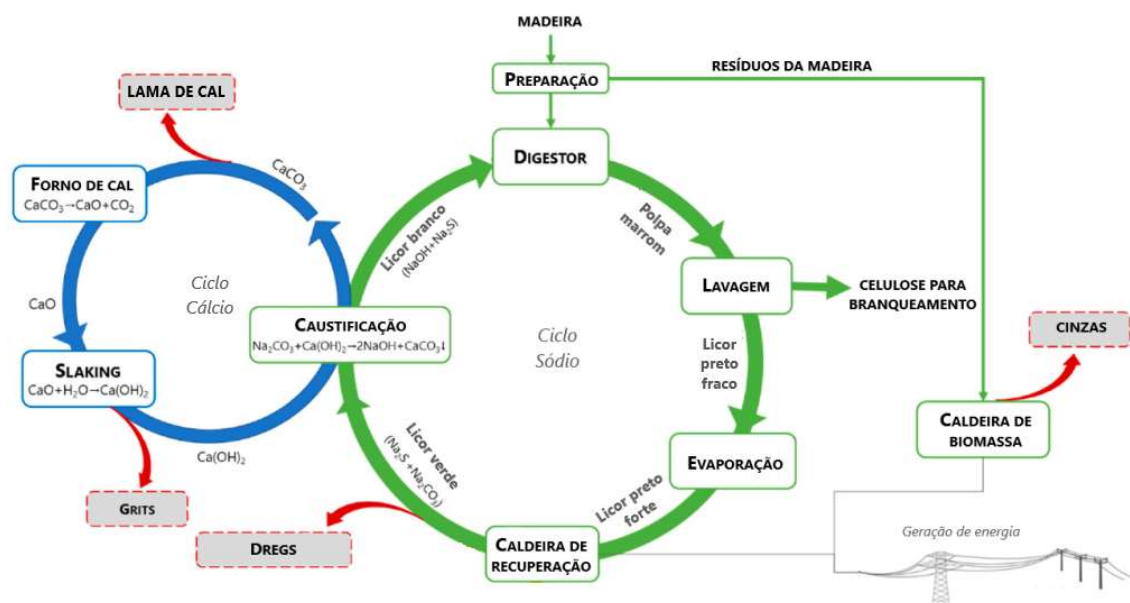 MADEIRA
PREPARAÇÃO
RESÍDUOS DA MADEIRA
LAMA DE CAL
DIGESTOR
CaCO₃
FORNO DE CAL
CaCO₃→CaO+CO₂
Licor branco
(NaOH+Na₂S)
Polpa
marrom
Ciclo
Cálcio
LAVAGEM
CELULOSE PARA
BRANQUEAMENTO
CaO
CAUSTIFICAÇÃO
Na₂CO₃+Ca(OH)₂→2NaOH+CaCO₃↓
Ciclo
Sódio
CINZAS
Licor
preto
fraco
SLAKING
CaO+H₂O→Ca(OH)₂
CALDEIRA DE
BIOMASSA
Ca(OH)₂
Licor verde
(Na₂S +Na₂CO₃)
EVAPORAÇÃO
Licor preto
forte
GRITS
DREGS
CALDEIRA DE
RECUPERAÇÃO
Geração de energia